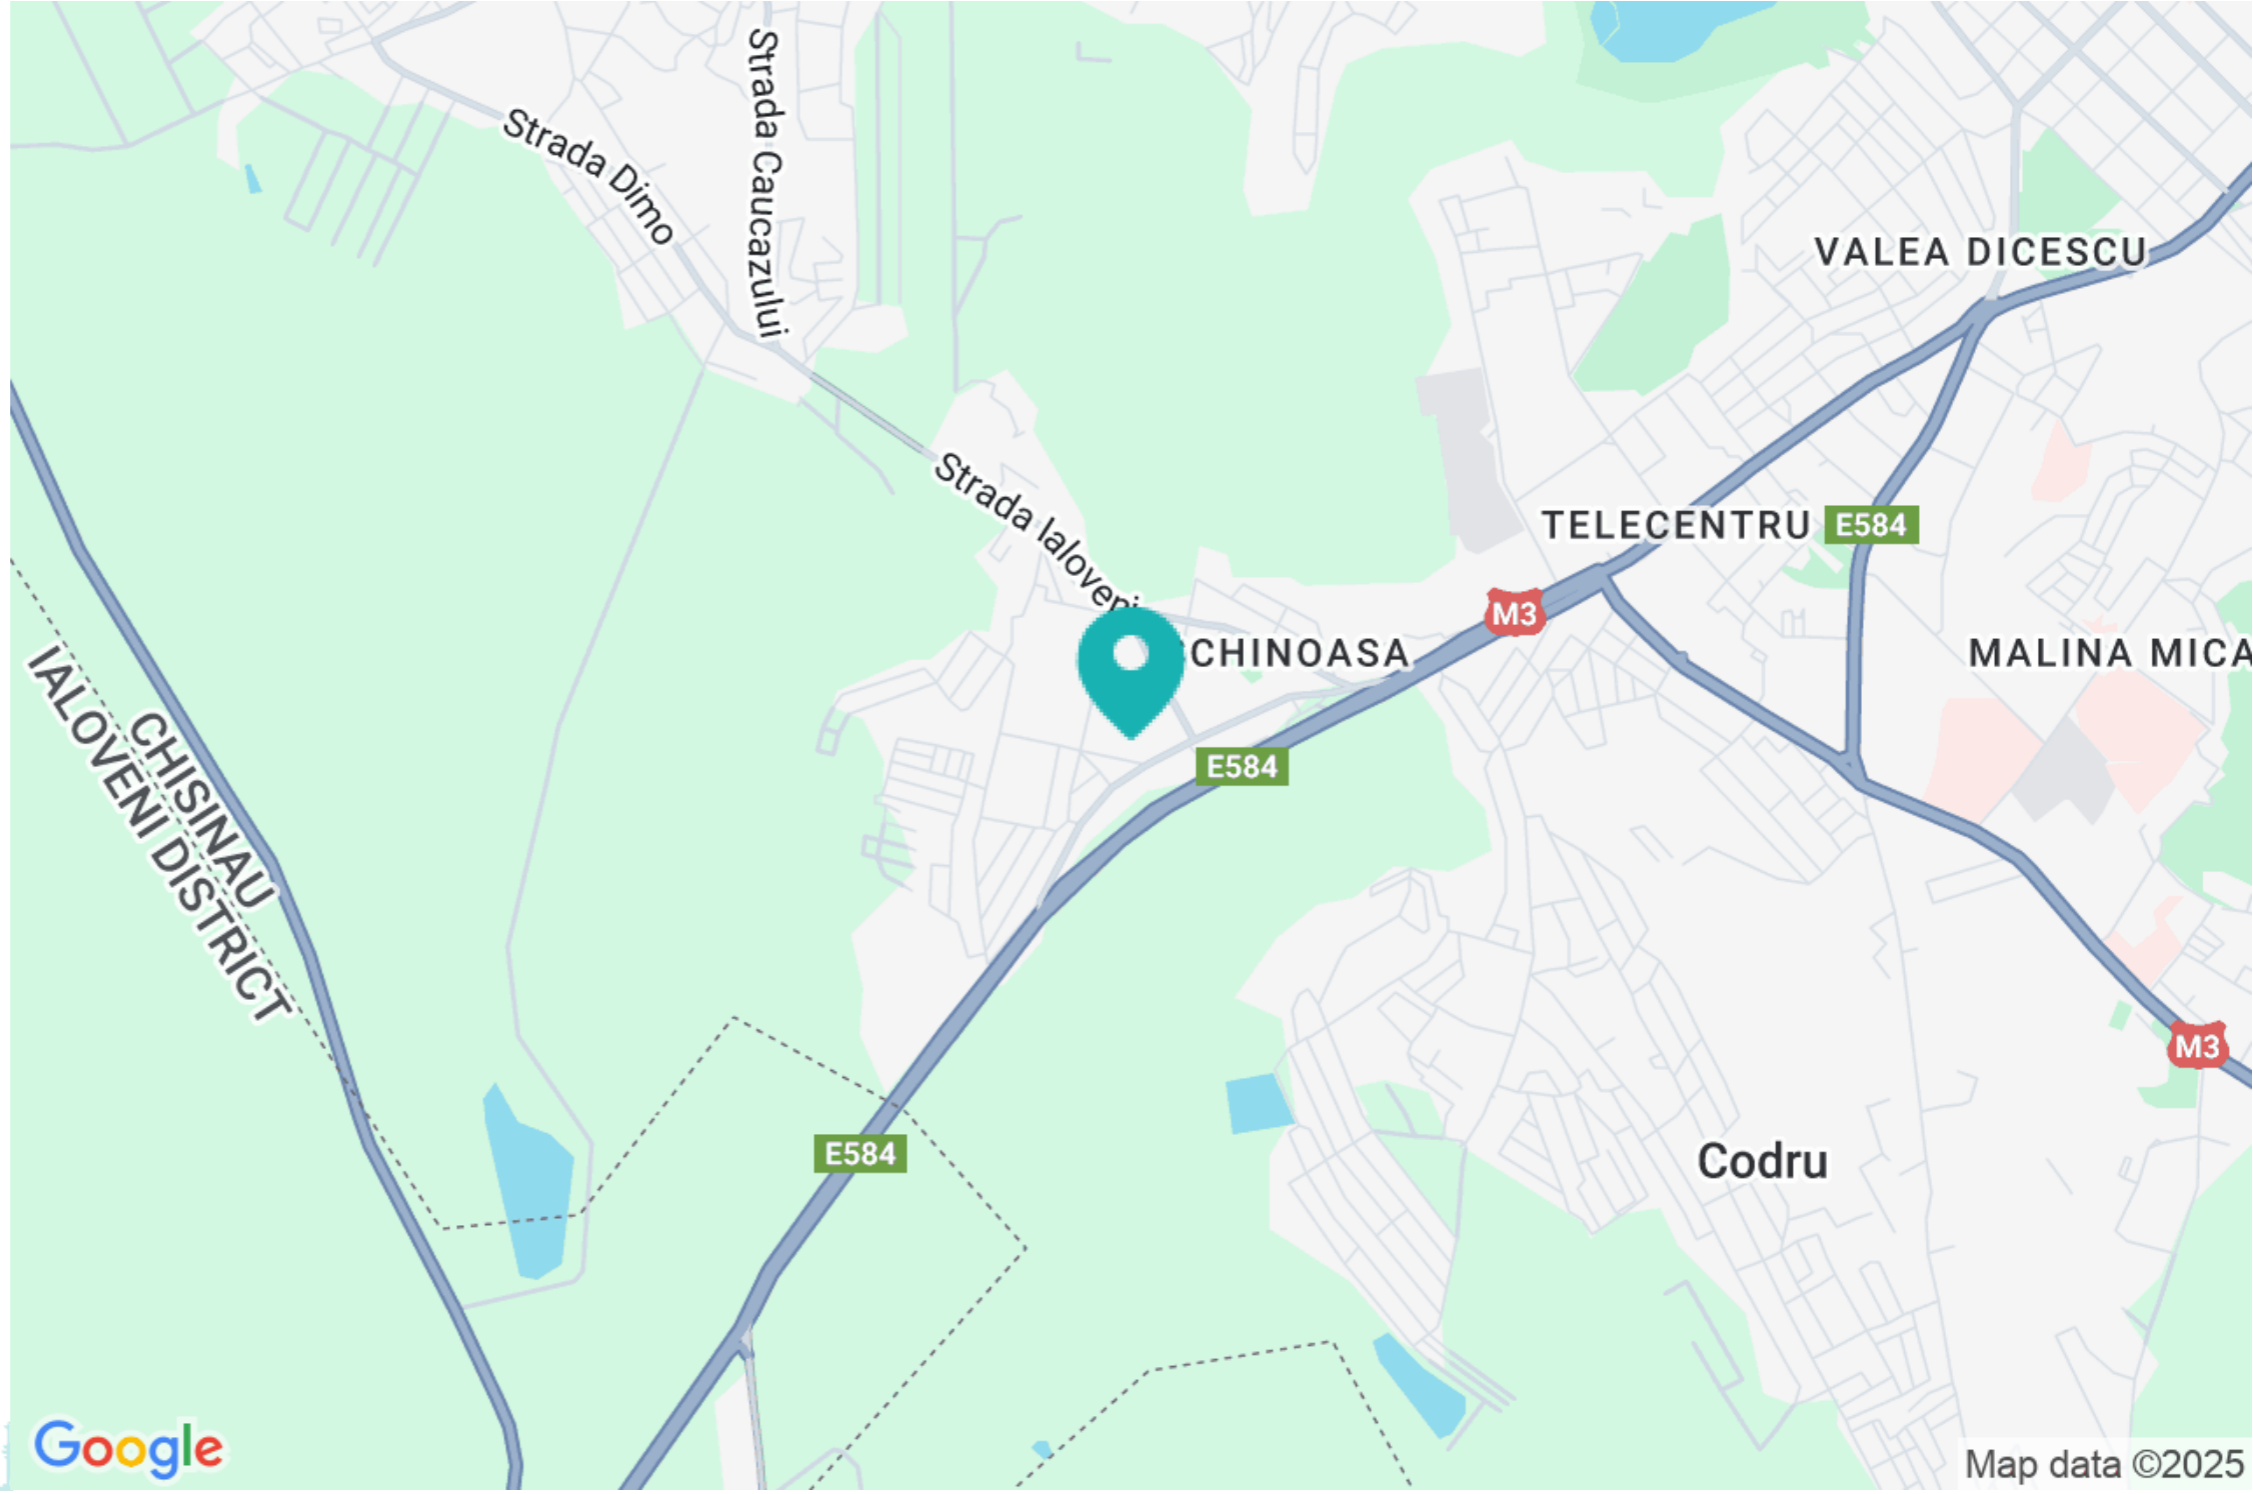 Strada Caucazului
Strada Dimo
VALEA DICESCU
Strada Ialoveni
TELECENTRU
E584
M3
SCHINOASA
MALINA MICA
CHISINAU
IALOVENI DISTRICT
E584
M3
E584
Codru
Google
Map data ©2025